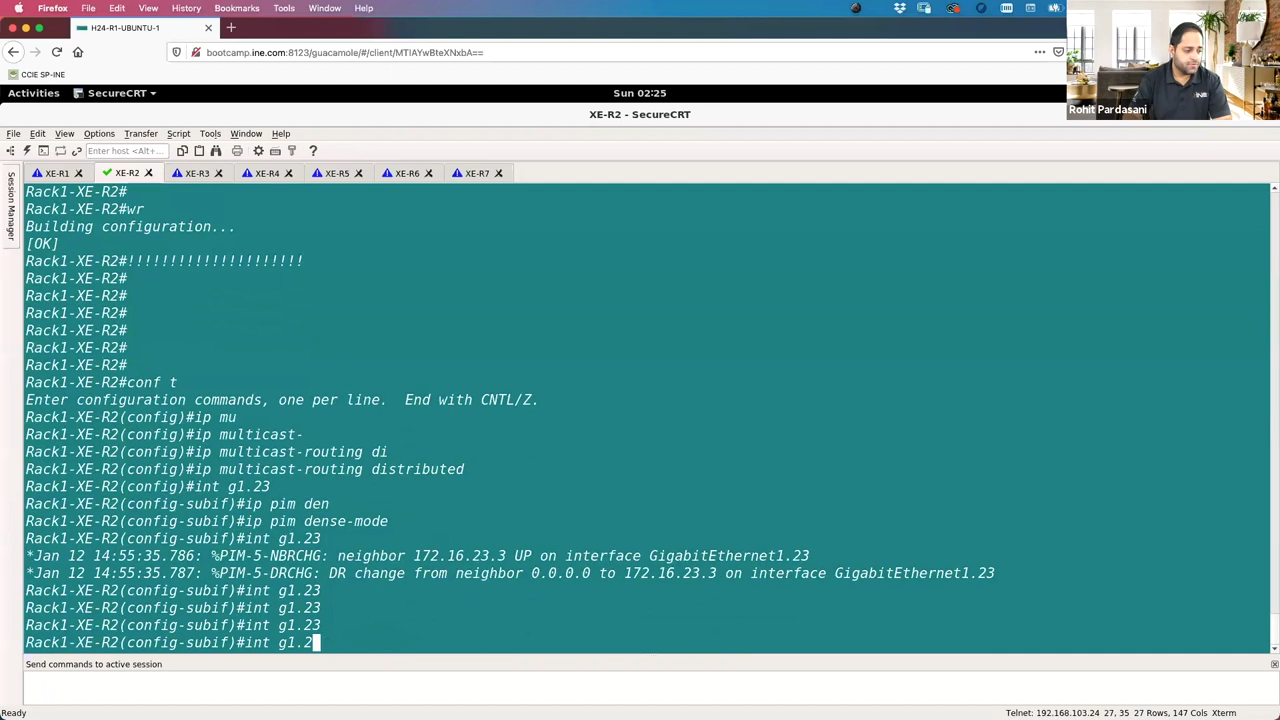 Firefox File Edit View History Bookmarks Tools Window Help
H24-R1-UBUNTU-1
bootcamp.ine.com:8123/guacamole/#/client/MTIAYwBteXNxbA==
CCIE SP-INE
Activities SecureCRT Sun 02:25
Rohit Pardasani
XE-R2 - SecureCRT
File Edit View Options Transfer Script Tools Window Help
Enter host <Alt+...
XE-R1 XE-R2 XE-R3 XE-R4 XE-R5 XE-R6 XE-R7
Session Manager
Rack1-XE-R2#
Rack1-XE-R2#wr
Building configuration...
[OK]
Rack1-XE-R2#!!!!!!!!!!!!!!!!!!!!!
Rack1-XE-R2#
Rack1-XE-R2#
Rack1-XE-R2#
Rack1-XE-R2#
Rack1-XE-R2#
Rack1-XE-R2#
Rack1-XE-R2#conf t
Enter configuration commands, one per line.  End with CNTL/Z.
Rack1-XE-R2(config)#ip mu
Rack1-XE-R2(config)#ip multicast-
Rack1-XE-R2(config)#ip multicast-routing di
Rack1-XE-R2(config)#ip multicast-routing distributed
Rack1-XE-R2(config)#int g1.23
Rack1-XE-R2(config-subif)#ip pim den
Rack1-XE-R2(config-subif)#ip pim dense-mode
Rack1-XE-R2(config-subif)#int g1.23
*Jan 12 14:55:35.786: %PIM-5-NBRCHG: neighbor 172.16.23.3 UP on interface GigabitEthernet1.23
*Jan 12 14:55:35.787: %PIM-5-DRCHG: DR change from neighbor 0.0.0.0 to 172.16.23.3 on interface GigabitEthernet1.23
Rack1-XE-R2(config-subif)#int g1.23
Rack1-XE-R2(config-subif)#int g1.23
Rack1-XE-R2(config-subif)#int g1.23
Rack1-XE-R2(config-subif)#int g1.2
Send commands to active session
Ready Telnet: 192.168.103.24 27, 35 27 Rows, 147 Cols Xterm